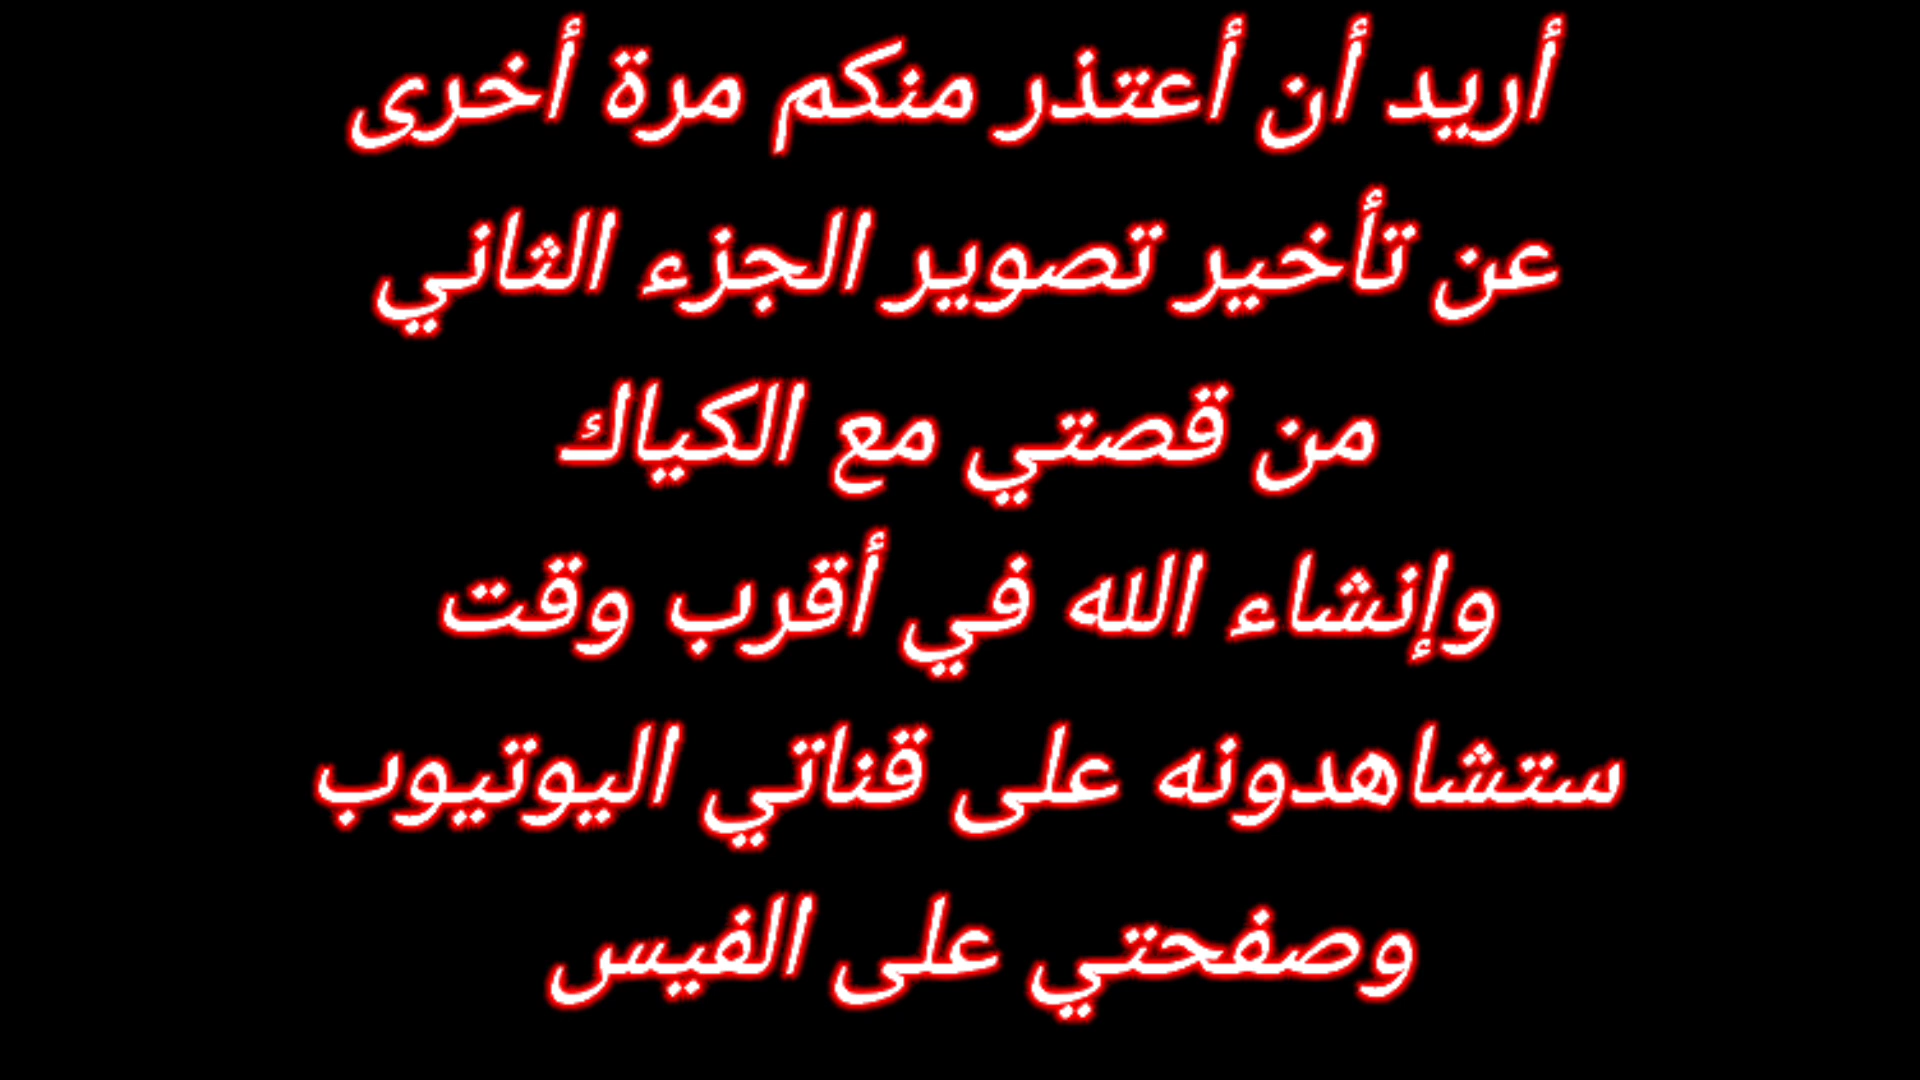 أريد أن أعتذر منكم مرة أخرى
عن تأخير تصوير الجزء الثاني
من قصتي مع الكياك
وإنشاء الله في أقرب وقت
ستشاهدونه على قناتي اليوتيوب
وصفحتي على الفيس